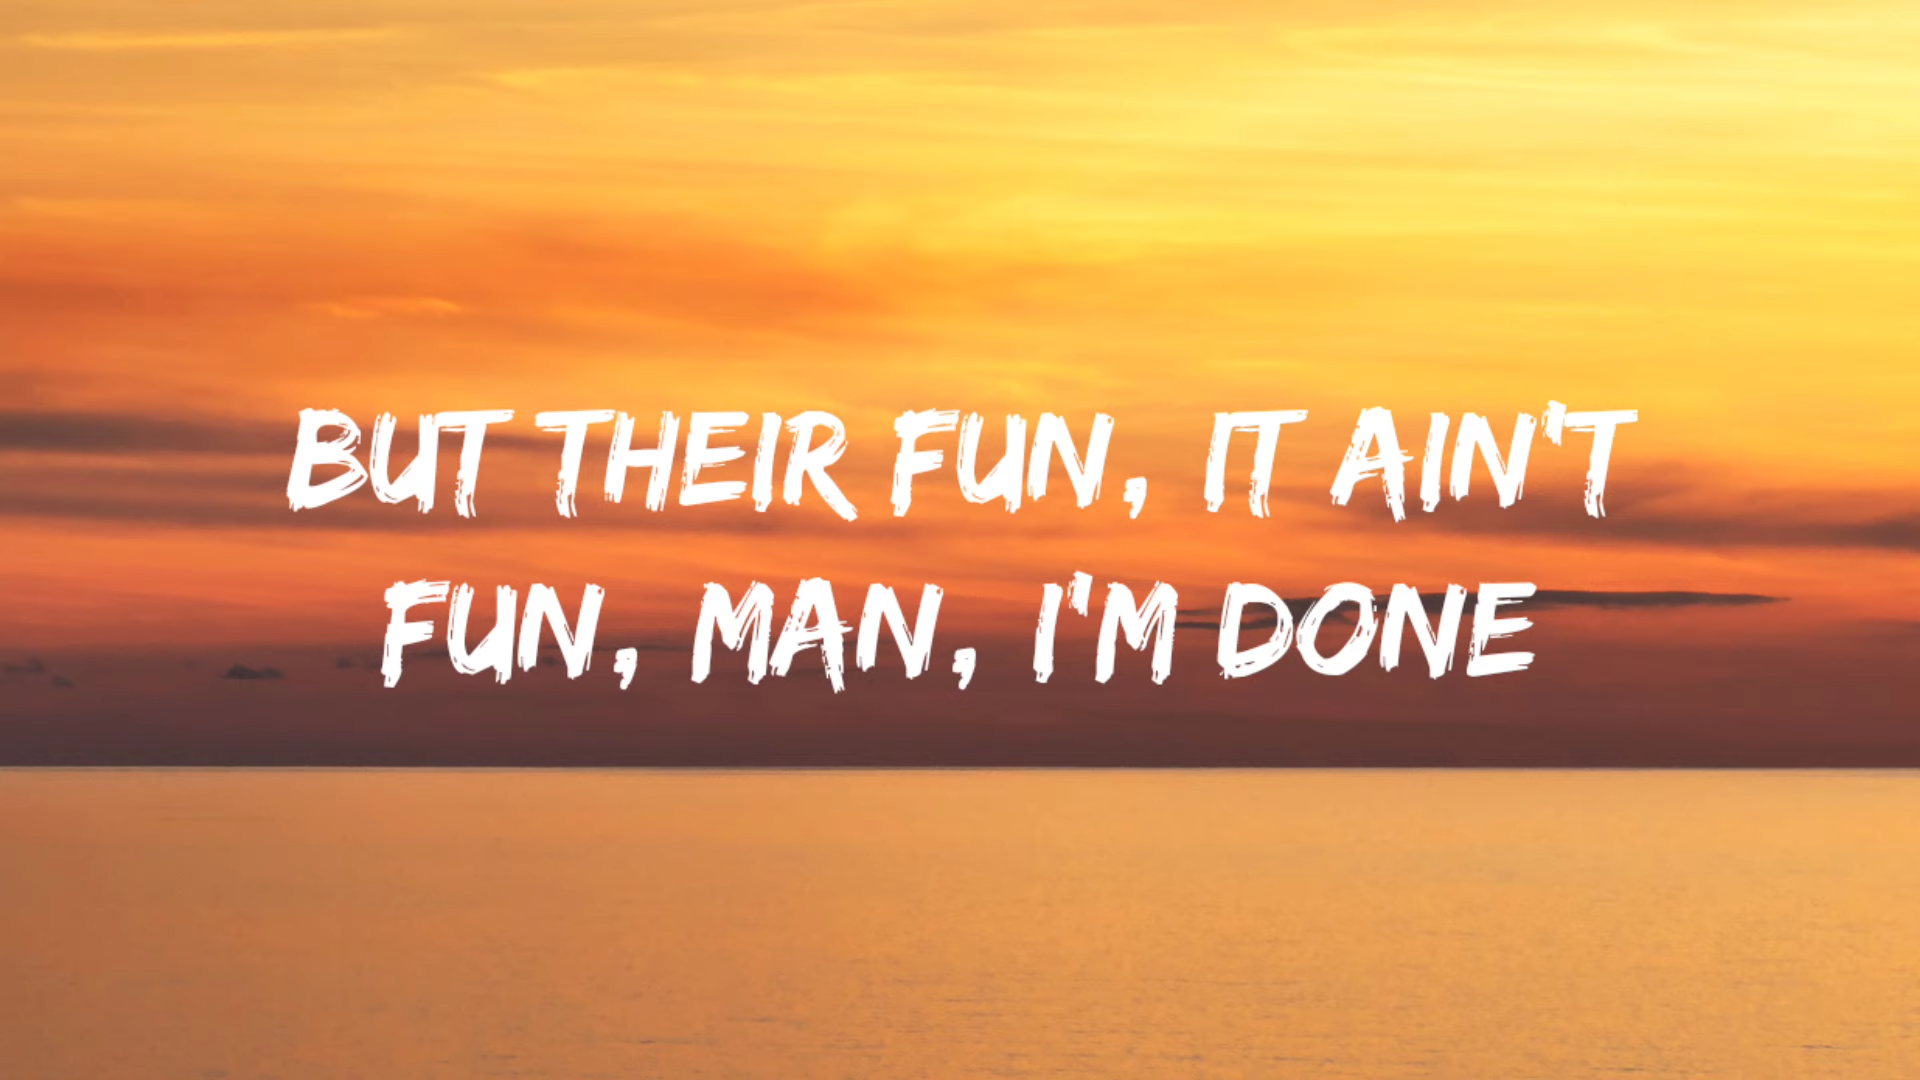 BUT THEIR FUN, IT AIN'T
FUN, MAN, I'M DONE